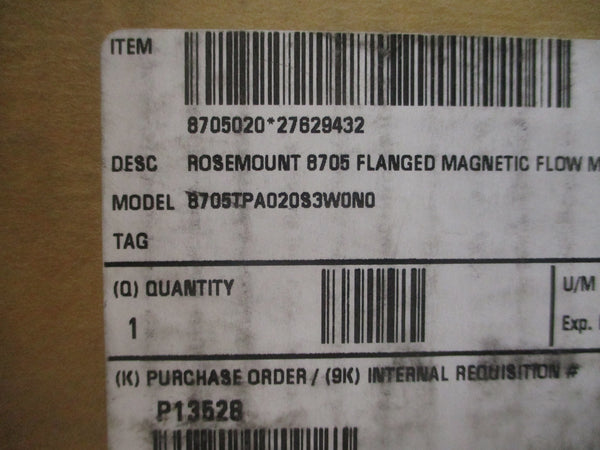 ITEM
8705020*27629432
DESC ROSEMOUNT 8705 FLANGED MAGNETIC FLOW M
MODEL 8705TPA020S3W0N0
TAG
(Q) QUANTITY
U/M
1
Exp.
(K) PURCHASE ORDER / (9K) INTERNAL REQUISITION #
P13528